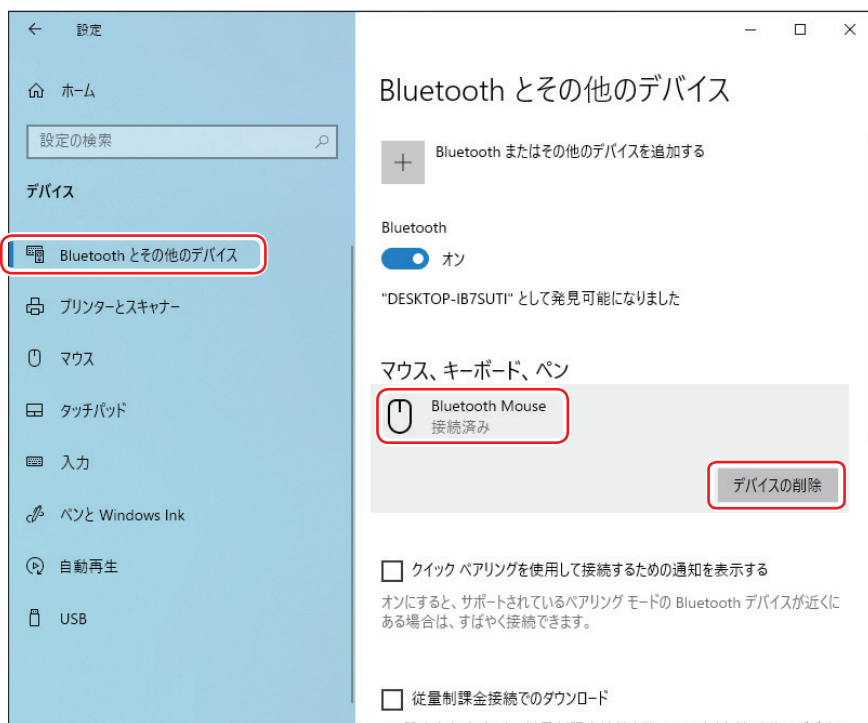 設定
ホーム
設定の検索
デバイス
Bluetooth とその他のデバイス
プリンターとスキャナー
マウス
タッチパッド
入力
ペンと Windows Ink
自動再生
USB
Bluetooth とその他のデバイス
Bluetooth またはその他のデバイスを追加する
Bluetooth
オン
"DESKTOP-IB7SUTI" として発見可能になりました
マウス、キーボード、ペン
Bluetooth Mouse
接続済み
デバイスの削除
クイック ペアリングを使用して接続するための通知を表示する
オンにすると、サポートされているペアリング モードの Bluetooth デバイスが近くに
ある場合は、すばやく接続できます。
従量制課金接続でのダウンロード